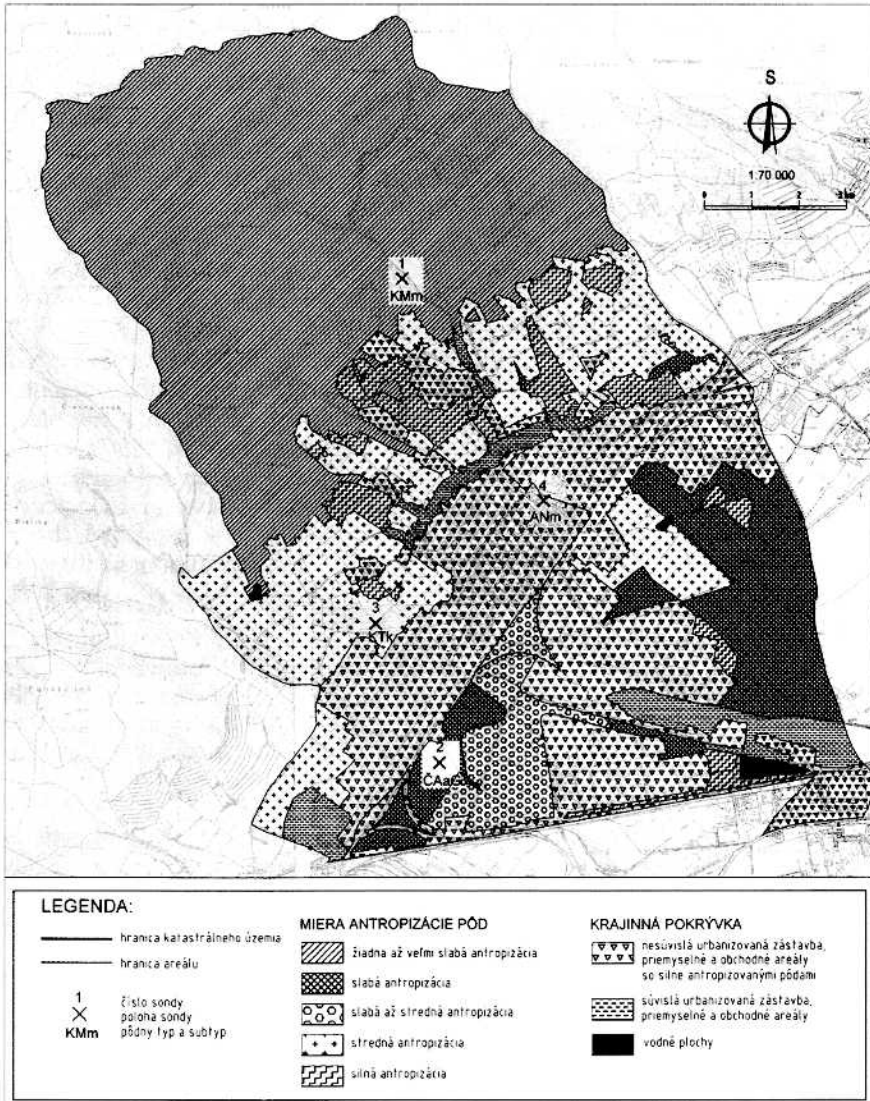 S
1:70 000
0 1 2 3 km
1
KMm
4
ANm
3
2
ČAaG
LEGENDA:
hranica katastrálneho územia
hranica areálu
1
číslo sondy
poloha sondy
KMm
pôdny typ a subtyp
MIERA ANTROPIZÁCIE PÔD
žiadna až veľmi slabá antropizácia
slabá antropizácia
slabá až stredná antropizácia
stredná antropizácia
silná antropizácia
KRAJINNÁ POKRÝVKA
nesúvislá urbanizovaná zástavba,
priemyselné a obchodné areály
so silne antropizovanými pôdami
súvislá urbanizovaná zástavba,
priemyselné a obchodné areály
vodné plochy